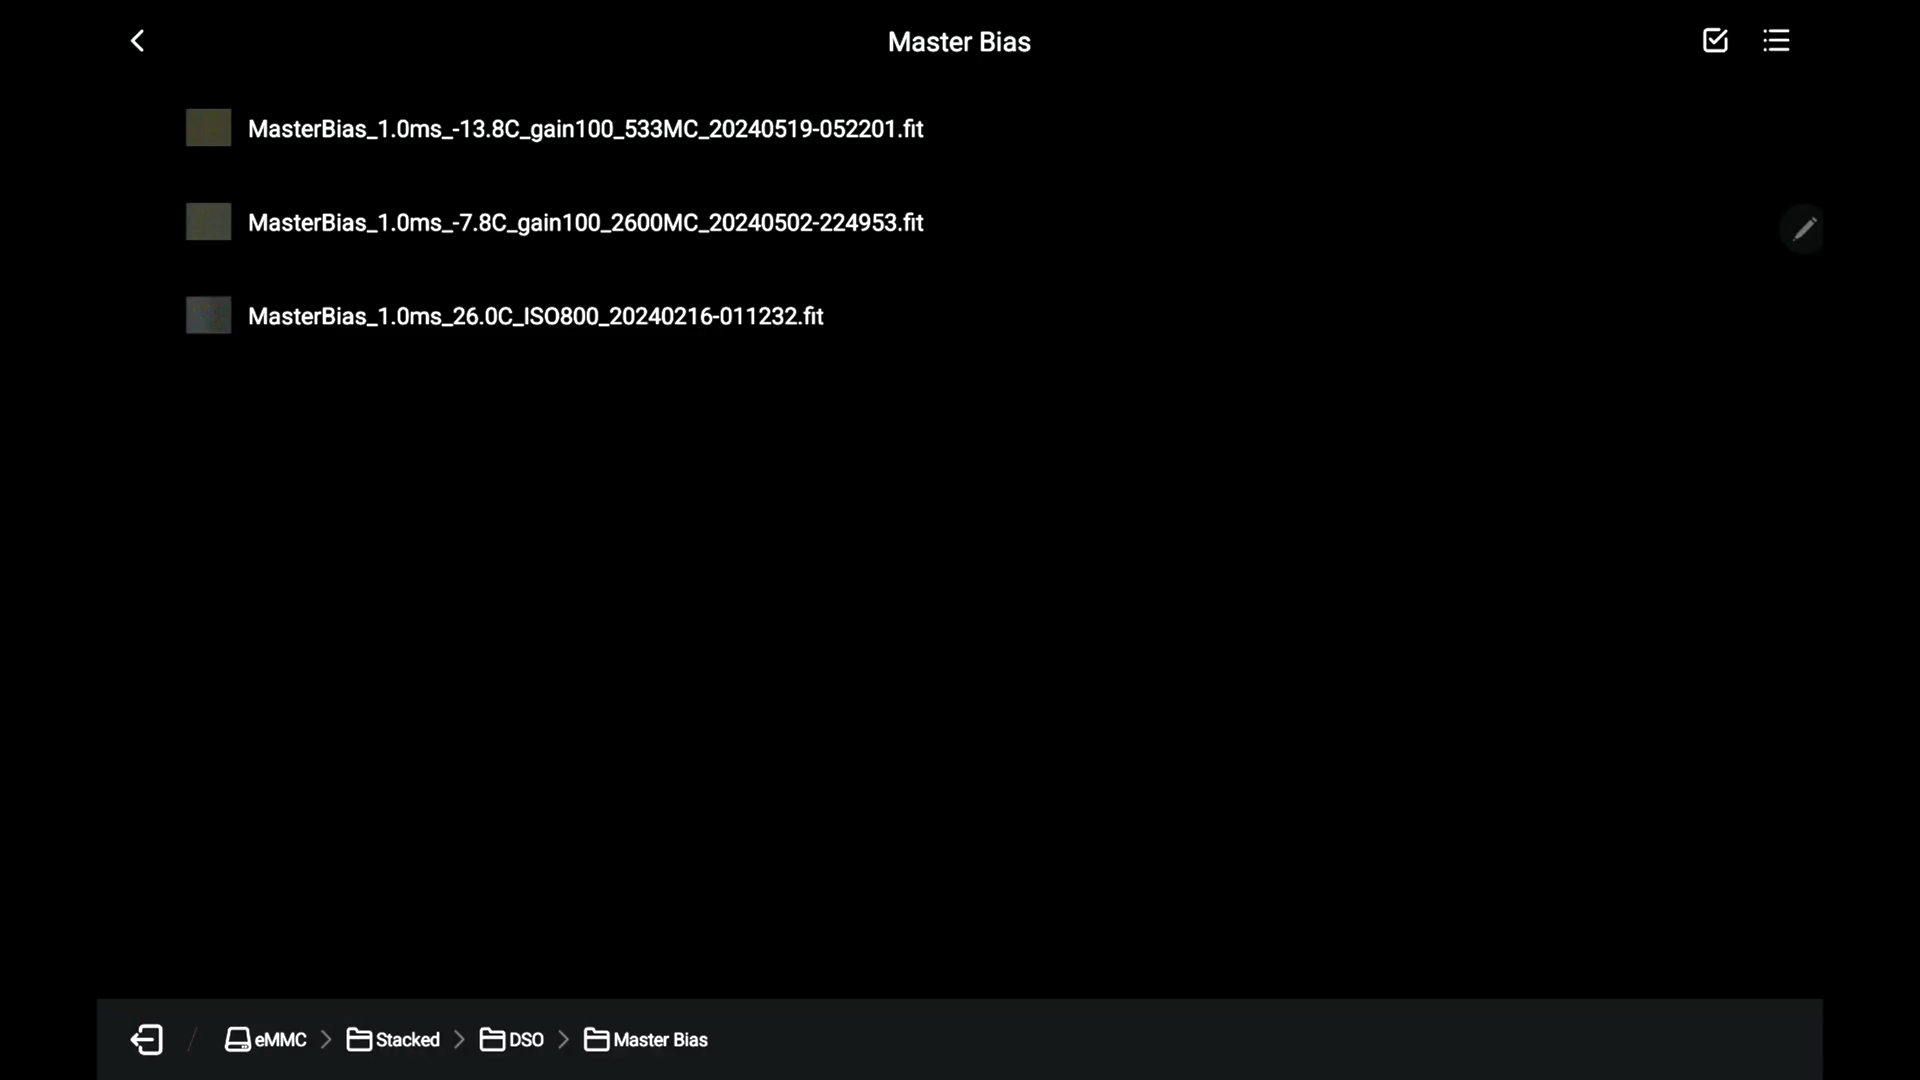 Master Bias
MasterBias_1.0ms_-13.8C_gain100_533MC_20240519-052201.fit
MasterBias_1.0ms_-7.8C_gain100_2600MC_20240502-224953.fit
MasterBias_1.0ms_26.0C_ISO800_20240216-011232.fit
eMMC Stacked DSO Master Bias